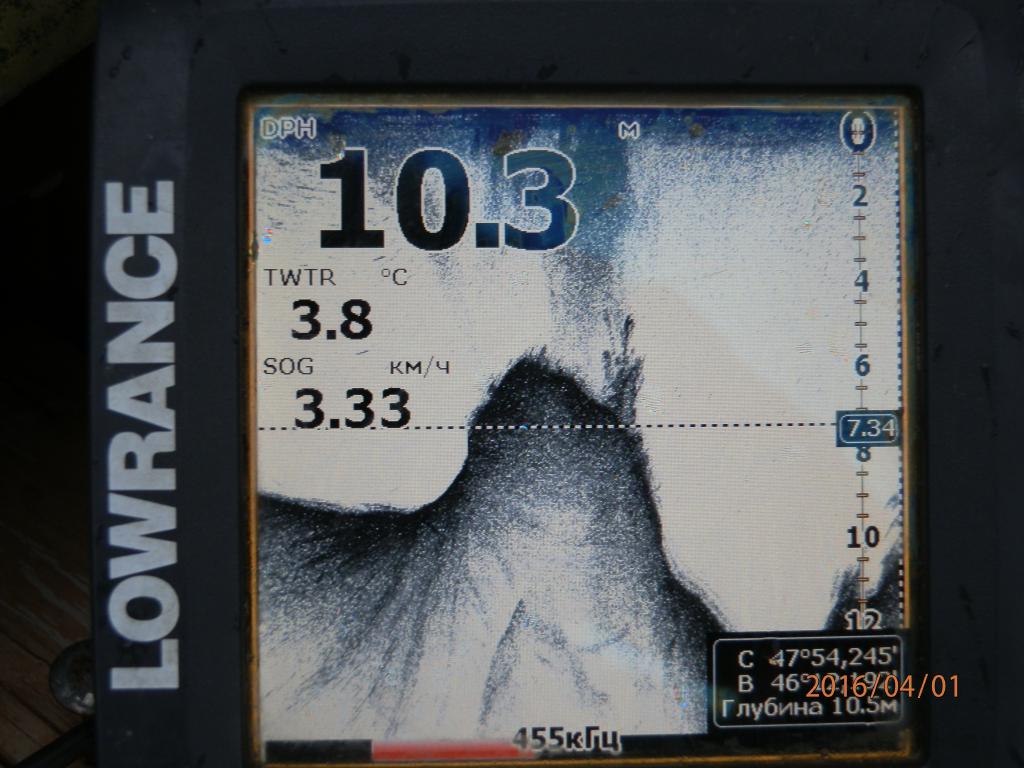 LOWRANCE
DPH М 0
10.3
2
TWTR °C
3.8
4
SOG км/ч
3.33
6
7.34
8
10
12
С 47°54,245'
В 46°
2016/04/01
Глубина 10.5м
455кГц